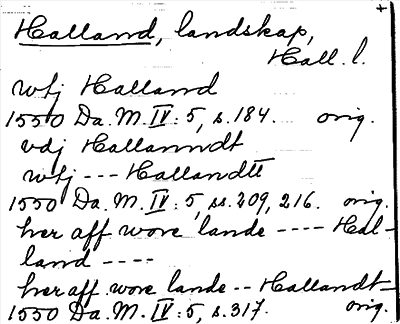 +
Halland, landskap,
Hall. l.
wtj Halland
1550 Da. M. IV: 5, s. 184. orig.
vdj Hallanndt
wtj --- Hallandtt
1550 Da. M. IV: 5, ss. 209, 216. orig.
her aff wore lande ---- Hal-
land ----
her aff wore lande -- Hallandt-
1550 Da. M. IV: 5, s. 317. orig.